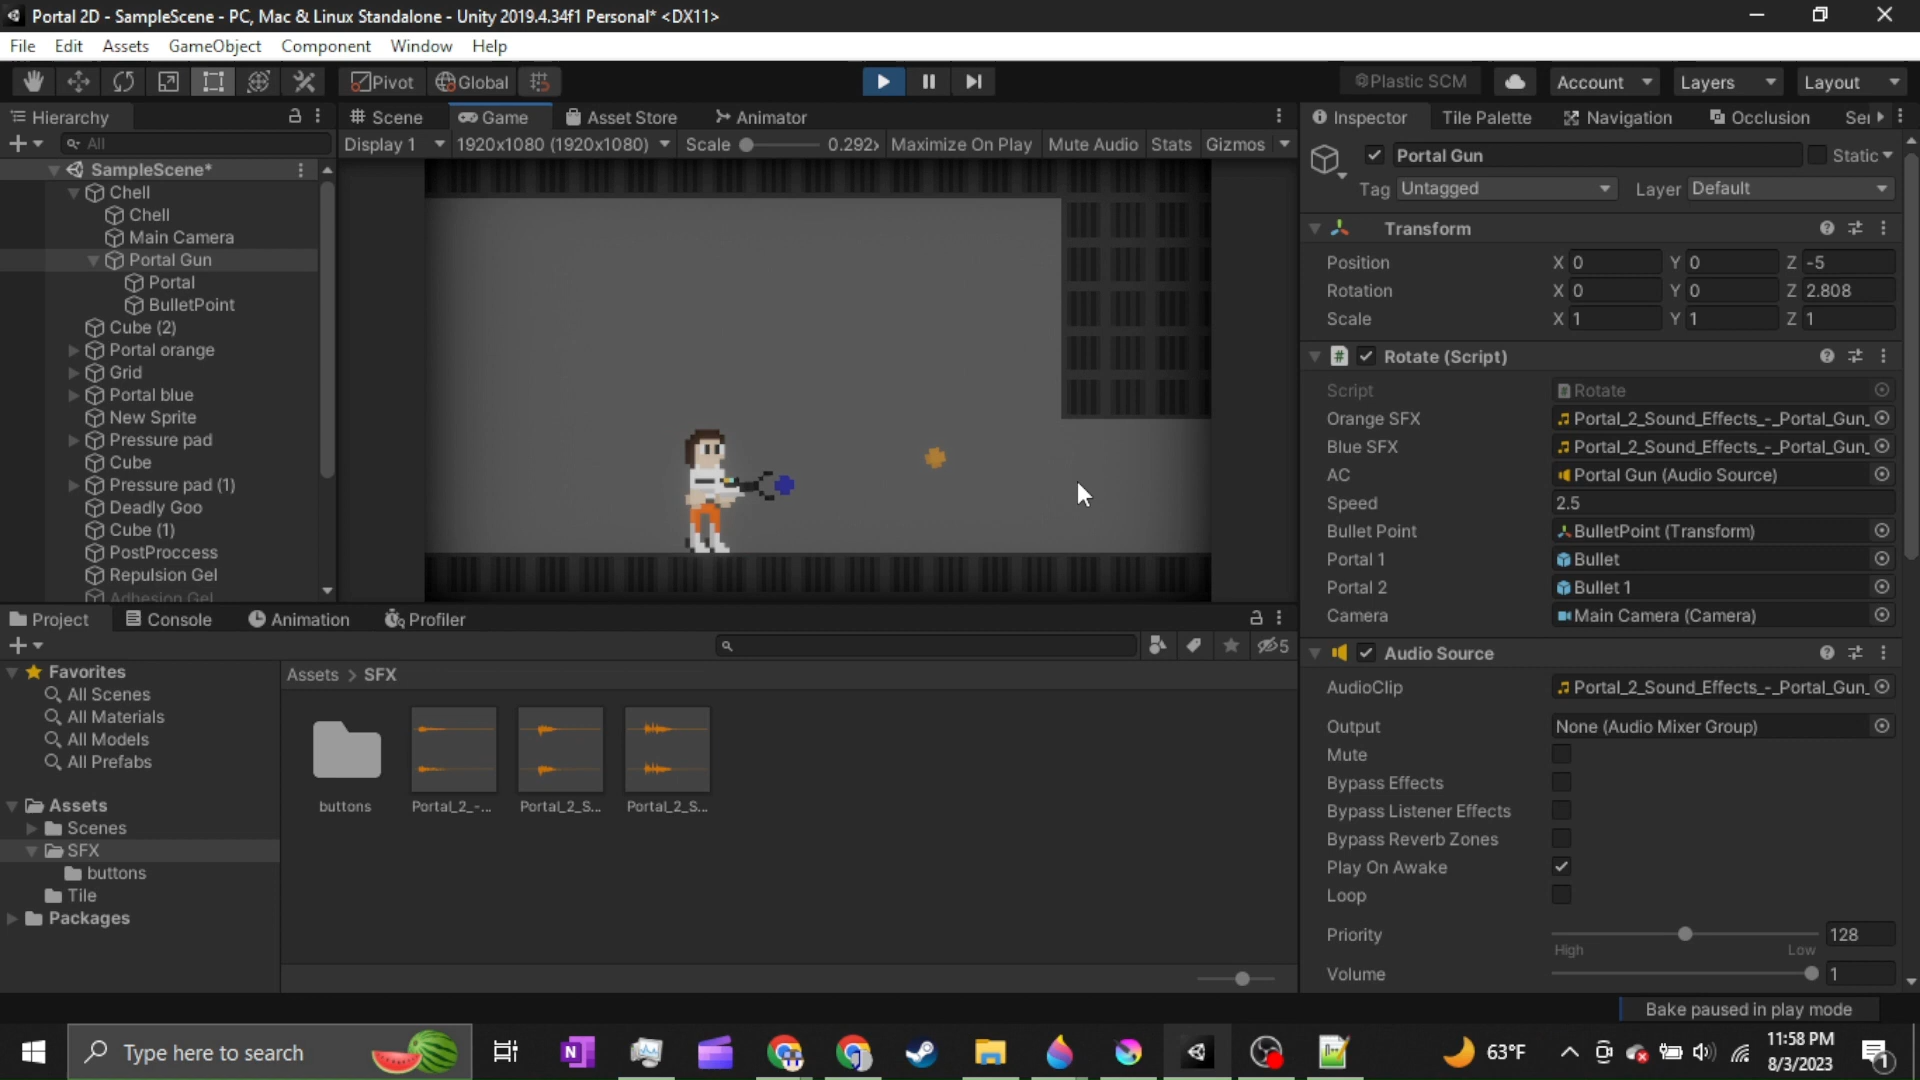 Portal 2D - SampleScene - PC, Mac & Linux Standalone - Unity 2019.4.34f1 Personal* <DX11>
File Edit Assets GameObject Component Window Help
Pivot Global Plastic SCM Account Layers Layout
Hierarchy
All
SampleScene*
Chell
Chell
Main Camera
Portal Gun
Portal
BulletPoint
Cube (2)
Portal orange
Grid
Portal blue
New Sprite
Pressure pad
Cube
Pressure pad (1)
Deadly Goo
Cube (1)
PostProccess
Repulsion Gel
Adhesion Gel
Scene Game Asset Store Animator
Display 1 1920x1080 (1920x1080) Scale 0.292x Maximize On Play Mute Audio Stats Gizmos
Inspector Tile Palette Navigation Occlusion Ser
Portal Gun Static
Tag Untagged Layer Default
Transform
Position X 0 Y 0 Z -5
Rotation X 0 Y 0 Z 2.808
Scale X 1 Y 1 Z 1
# Rotate (Script)
Script # Rotate
Orange SFX Portal_2_Sound_Effects_-_Portal_Gun_
Blue SFX Portal_2_Sound_Effects_-_Portal_Gun_
AC Portal Gun (Audio Source)
Speed 2.5
Bullet Point BulletPoint (Transform)
Portal 1 Bullet
Portal 2 Bullet 1
Camera Main Camera (Camera)
Audio Source
AudioClip Portal_2_Sound_Effects_-_Portal_Gun_
Output None (Audio Mixer Group)
Mute
Bypass Effects
Bypass Listener Effects
Bypass Reverb Zones
Play On Awake
Loop
Priority 128
High Low
Volume 1
Project Console Animation Profiler
5
Favorites
All Scenes
All Materials
All Models
All Prefabs
Assets
Scenes
SFX
buttons
Tile
Packages
Assets > SFX
buttons Portal_2_-... Portal_2_S... Portal_2_S...
Bake paused in play mode
Type here to search
N
63°F
11:58 PM
8/3/2023
1